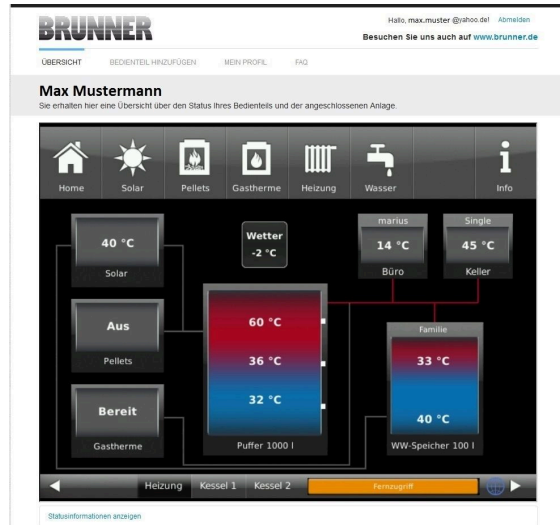 BRUNNER
Hallo, max.muster @yahoo.de! Abmelden
Besuchen Sie uns auch auf www.brunner.de
ÜBERSICHT BEDIENTEIL HINZUFÜGEN MEIN PROFIL FAQ
Max Mustermann
Sie erhalten hier eine Übersicht über den Status Ihres Bedienteils und der angeschlossenen Anlage.
Home Solar Pellets Gastherme Heizung Wasser Info
40 °C
Solar
Wetter
-2 °C
marius
14 °C
Büro
Single
45 °C
Keller
Aus
Pellets
60 °C
36 °C
32 °C
Puffer 1000 l
Familie
33 °C
40 °C
WW-Speicher 100 l
Bereit
Gastherme
Heizung Kessel 1 Kessel 2 Fernzugriff
Statusinformationen anzeigen